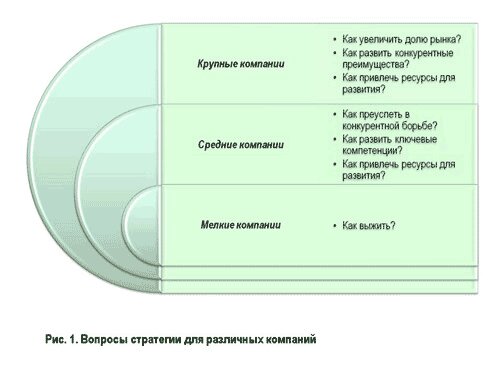 Крупные компании
• Как увеличить долю рынка?
• Как развить конкурентные
преимущества?
• Как привлечь ресурсы для
развития?
Средние компании
• Как преуспеть в
конкурентной борьбе?
• Как развить ключевые
компетенции?
• Как привлечь ресурсы для
развития?
Мелкие компании
• Как выжить?
Рис. 1. Вопросы стратегии для различных компаний